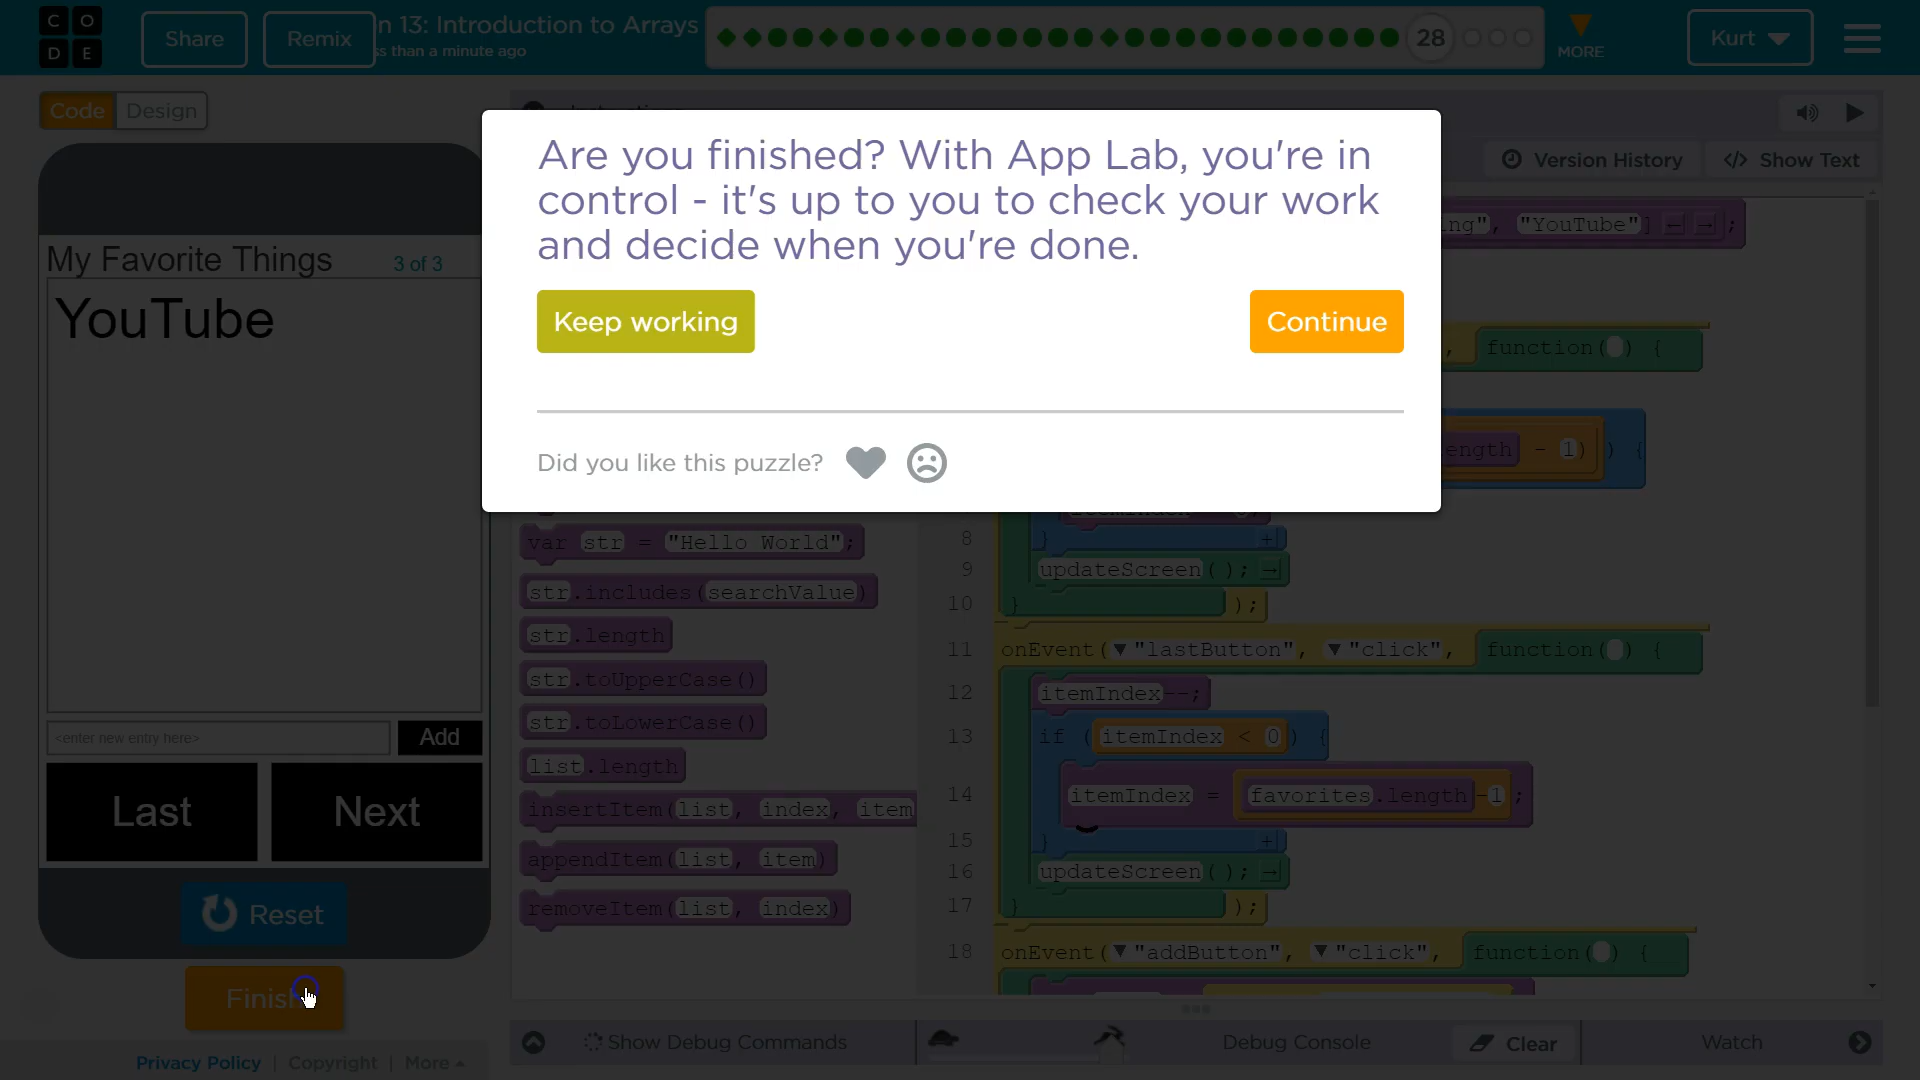 C O
D E
Share
Remix
n 13: Introduction to Arrays
ss than a minute ago
28
MORE
Kurt
Code
Design
Version History
Show Text
Are you finished? With App Lab, you're in
control - it's up to you to check your work
and decide when you're done.
Keep working
Continue
Did you like this puzzle?
My Favorite Things
3 of 3
YouTube
<enter new entry here>
Add
Last
Next
Reset
Finish
Privacy Policy | Copyright | More
var str = "Hello World";
str.includes(searchValue)
str.length
str.toUpperCase()
str.toLowerCase()
list.length
insertItem(list, index, item
appendItem(list, item)
removeItem(list, index)
ing", "YouTube"];
, function() {
ength - 1)) {
8 }
9 updateScreen();
10 });
11 onEvent("lastButton", "click", function() {
12 itemIndex--;
13 if (itemIndex < 0) {
14 itemIndex = favorites.length-1;
15 }
16 updateScreen();
17 });
18 onEvent("addButton", "click", function() {
Show Debug Commands
Debug Console
Clear
Watch